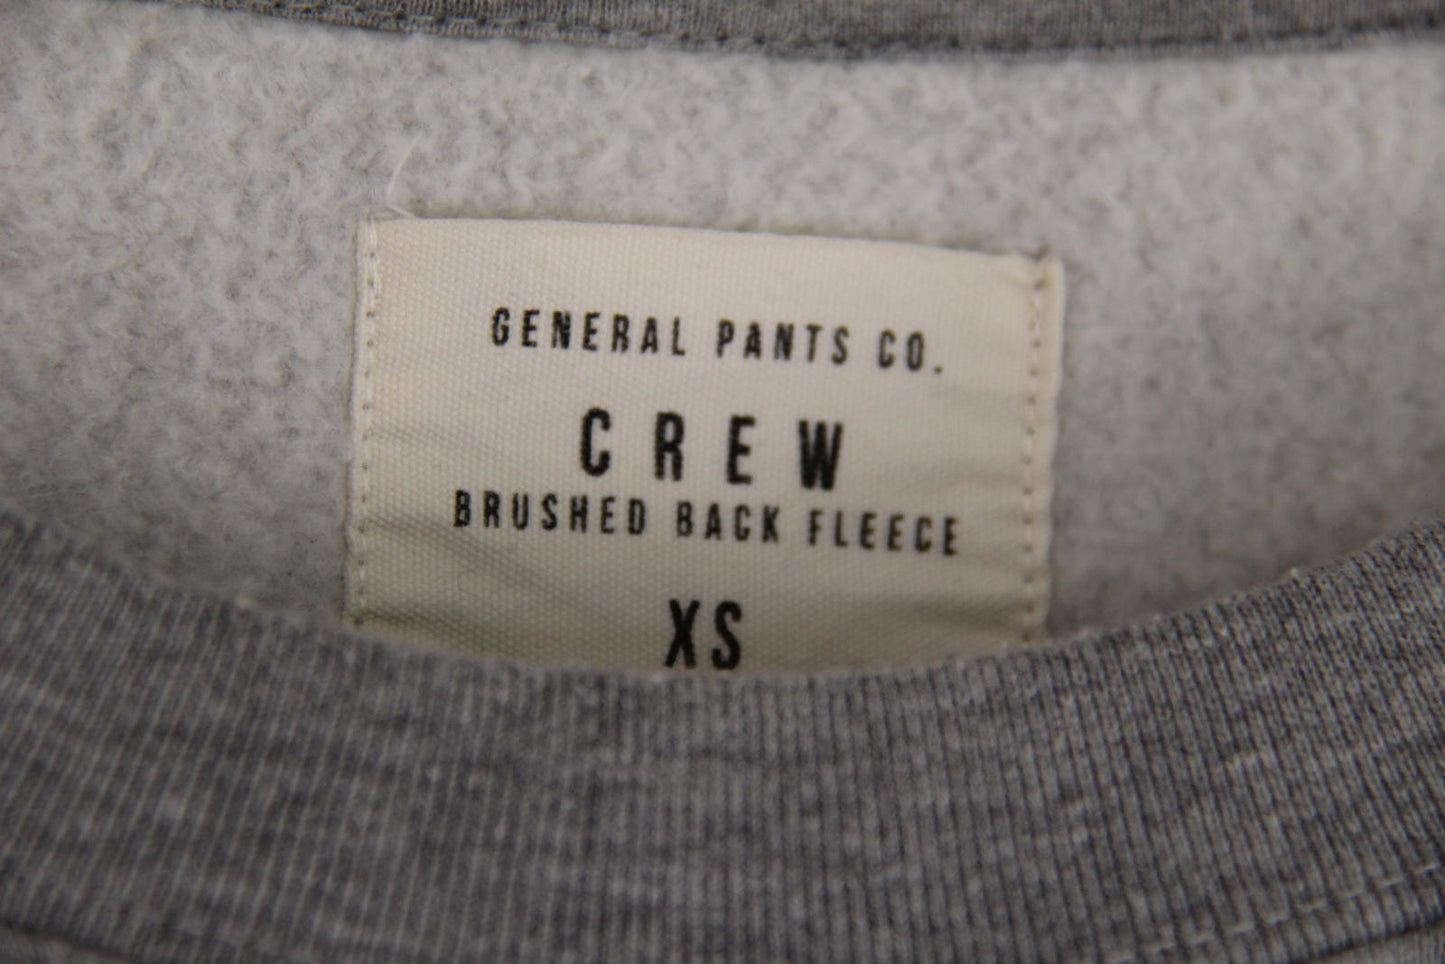 GENERAL PANTS CO.
CREW
BRUSHED BACK FLEECE
XS